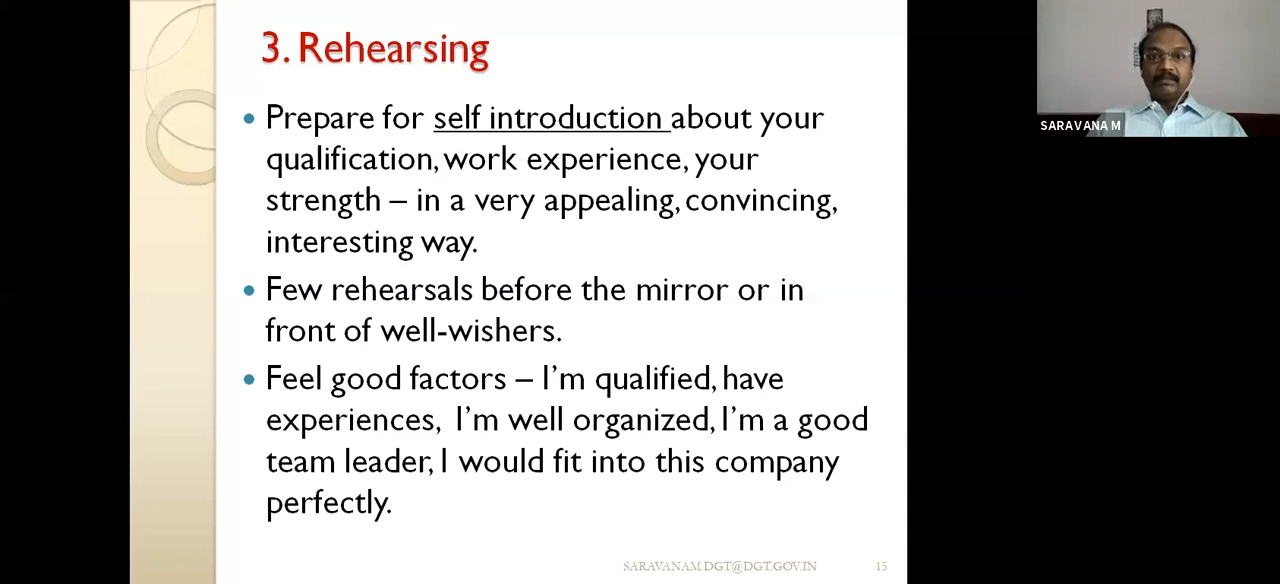 3. Rehearsing
Prepare for self introduction about your
qualification, work experience, your
strength – in a very appealing, convincing,
interesting way.
Few rehearsals before the mirror or in
front of well-wishers.
Feel good factors – I'm qualified, have
experiences, I'm well organized, I'm a good
team leader, I would fit into this company
perfectly.
SARAVANAM.DGT@DGT.GOV.IN 15
SARAVANA M